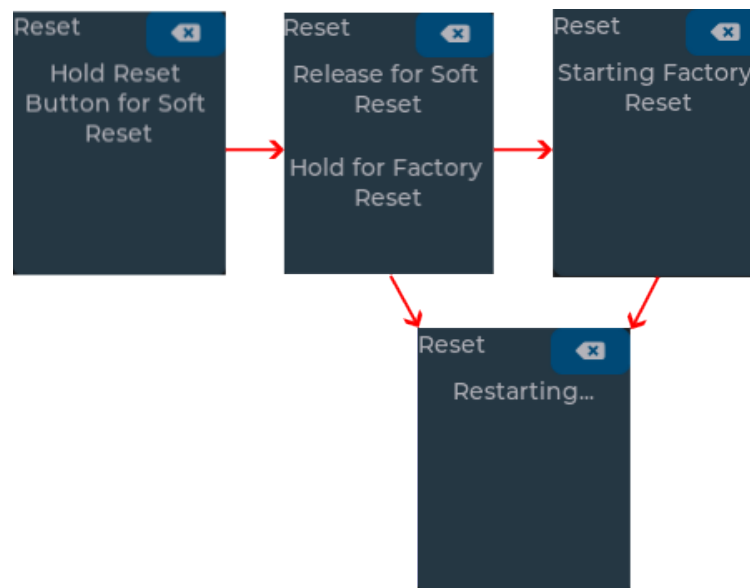 Reset
Hold Reset
Button for Soft
Reset
Reset
Release for Soft
Reset
Hold for Factory
Reset
Reset
Starting Factory
Reset
Reset
Restarting...